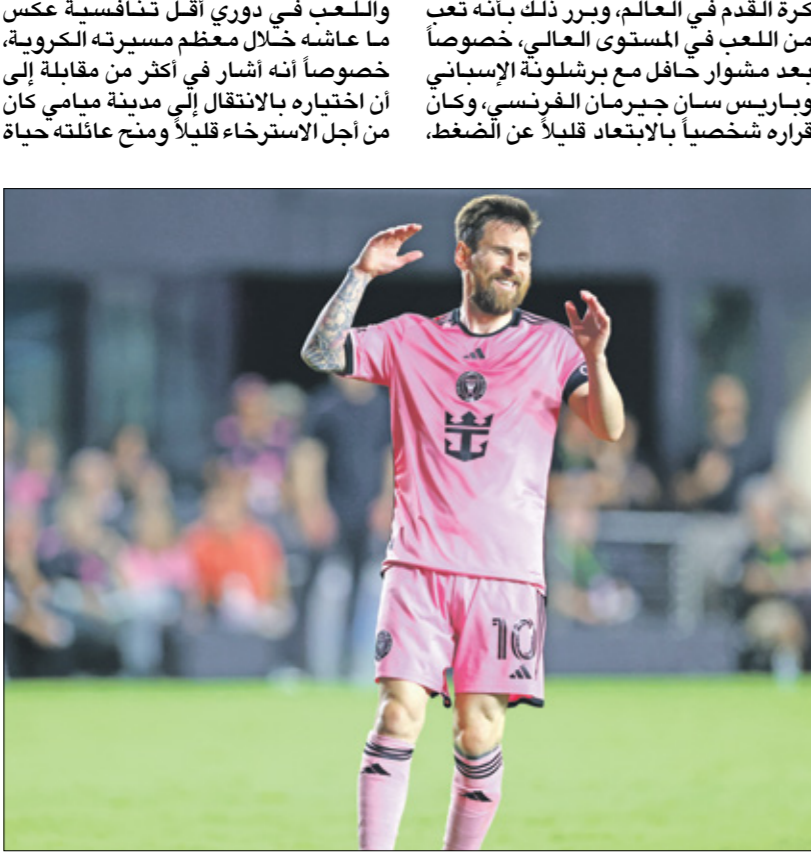 كرة القدم في العالم، وبرر ذلك بأنه تعب
من اللعب في المستوى العالي، خصوصاً
بعد مشوار حافل مع برشلونة الإسباني
وباريس سان جيرمان الفرنسي، وكان
قراره شخصياً بالابتعاد قليلاً عن الضغط،
واللعب في دوري أقل تنافسية عكس
ما عاشه خلال معظم مسيرته الكروية،
خصوصاً أنه أشار في أكثر من مقابلة إلى
أن اختياره بالانتقال إلى مدينة ميامي كان
من أجل الاسترخاء قليلاً ومنح عائلته حياة
10